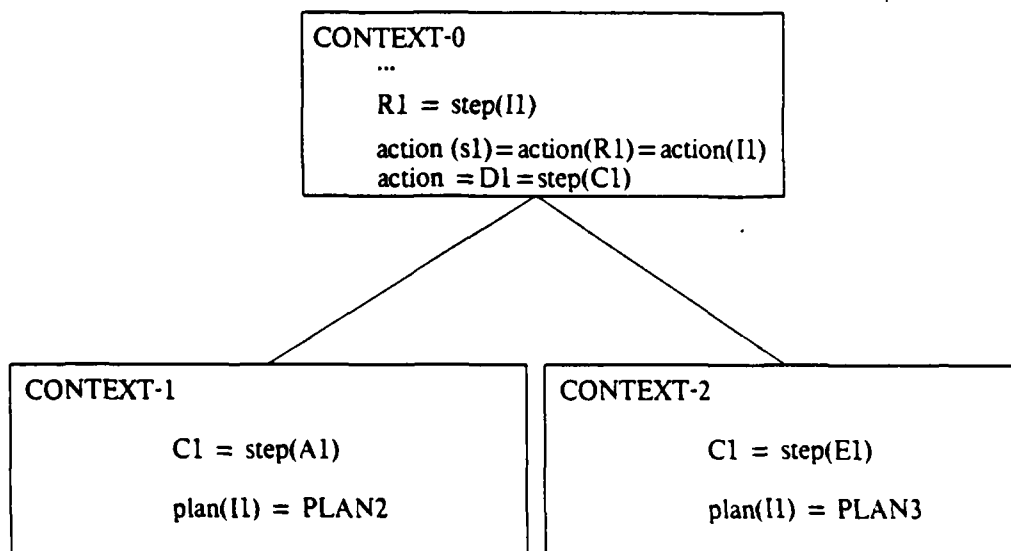 CONTEXT-0
...
R1 = step(I1)
action (s1)=action(R1)=action(I1)
action =D1=step(C1)
CONTEXT-1
C1 = step(A1)
plan(I1) = PLAN2
CONTEXT-2
C1 = step(E1)
plan(I1) = PLAN3